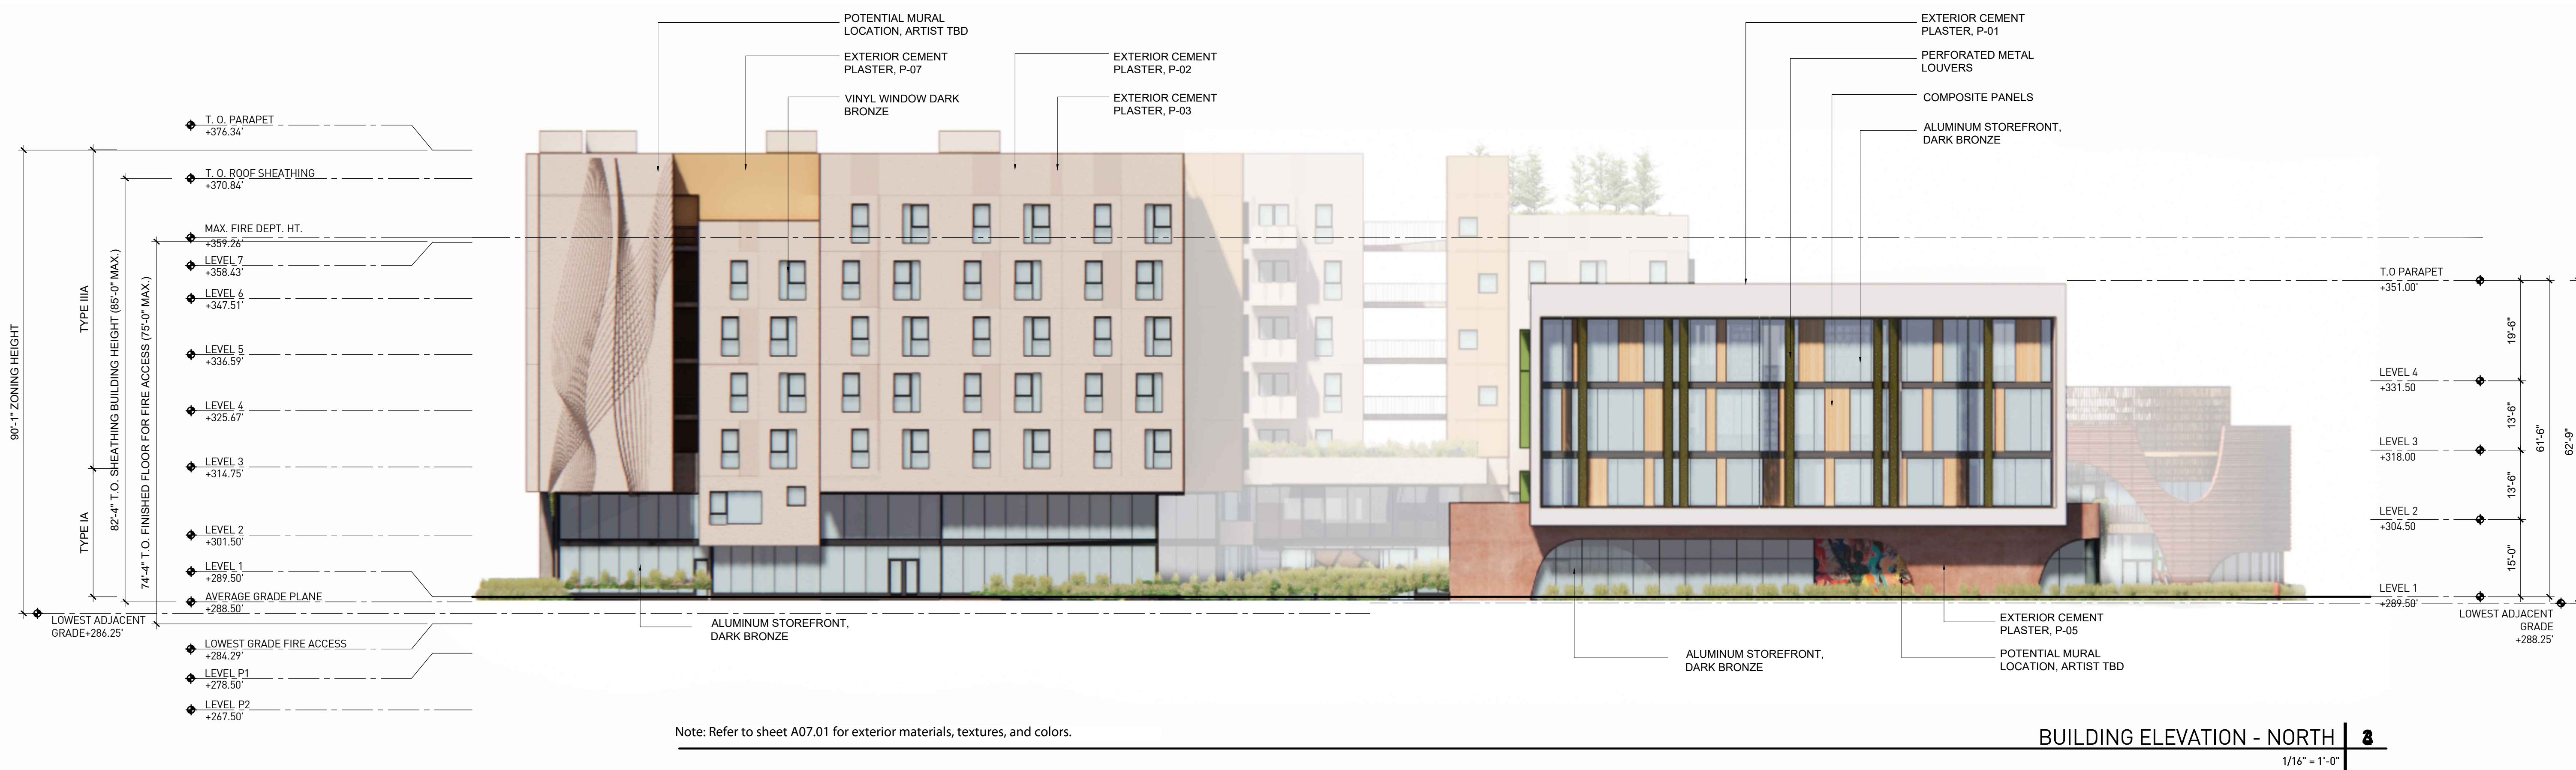 POTENTIAL MURAL
LOCATION, ARTIST TBD
EXTERIOR CEMENT
PLASTER, P-07
VINYL WINDOW DARK
BRONZE
EXTERIOR CEMENT
PLASTER, P-02
EXTERIOR CEMENT
PLASTER, P-03
EXTERIOR CEMENT
PLASTER, P-01
PERFORATED METAL
LOUVERS
COMPOSITE PANELS
ALUMINUM STOREFRONT,
DARK BRONZE
T. O. PARAPET
+376.34'
T. O. ROOF SHEATHING
+370.84'
MAX. FIRE DEPT. HT.
+359.26'
LEVEL 7
+358.43'
LEVEL 6
+347.51'
LEVEL 5
+336.59'
LEVEL 4
+325.67'
LEVEL 3
+314.75'
LEVEL 2
+301.50'
LEVEL 1
+289.50'
AVERAGE GRADE PLANE
+288.50'
LOWEST ADJACENT
GRADE+286.25'
LOWEST GRADE FIRE ACCESS
+284.29'
LEVEL P1
+278.50'
LEVEL P2
+267.50'
90'-1" ZONING HEIGHT
TYPE IIIA
TYPE IA
82'-4" T.O. SHEATHING BUILDING HEIGHT (85'-0" MAX.)
74'-4" T.O. FINISHED FLOOR FOR FIRE ACCESS (75'-0" MAX.)
T.O PARAPET
+351.00'
LEVEL 4
+331.50
LEVEL 3
+318.00
LEVEL 2
+304.50
LEVEL 1
+289.50'
LOWEST ADJACENT
GRADE
+288.25'
19'-6"
13'-6"
13'-6"
15'-0"
61'-6"
62'-9"
ALUMINUM STOREFRONT,
DARK BRONZE
ALUMINUM STOREFRONT,
DARK BRONZE
EXTERIOR CEMENT
PLASTER, P-05
POTENTIAL MURAL
LOCATION, ARTIST TBD
Note: Refer to sheet A07.01 for exterior materials, textures, and colors.
BUILDING ELEVATION - NORTH
1/16" = 1'-0"